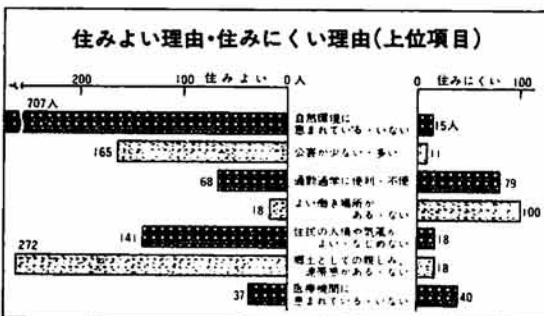 住みよい理由・住みにくい理由(上位項目)
200 100 住みよい 0人 0 住みにくい 100
707人 自然環境に
恵まれている・いない 15人
165 公害が少ない・多い 11
68 通勤通学に便利・不便 79
18 よい働き場所が
ある・ない 100
141 住民の人情や気風が
よい・なじめない 18
272 郷土としての親しみ、
連帯感がある・ない 18
37 医療機関に
恵まれている・いない 40